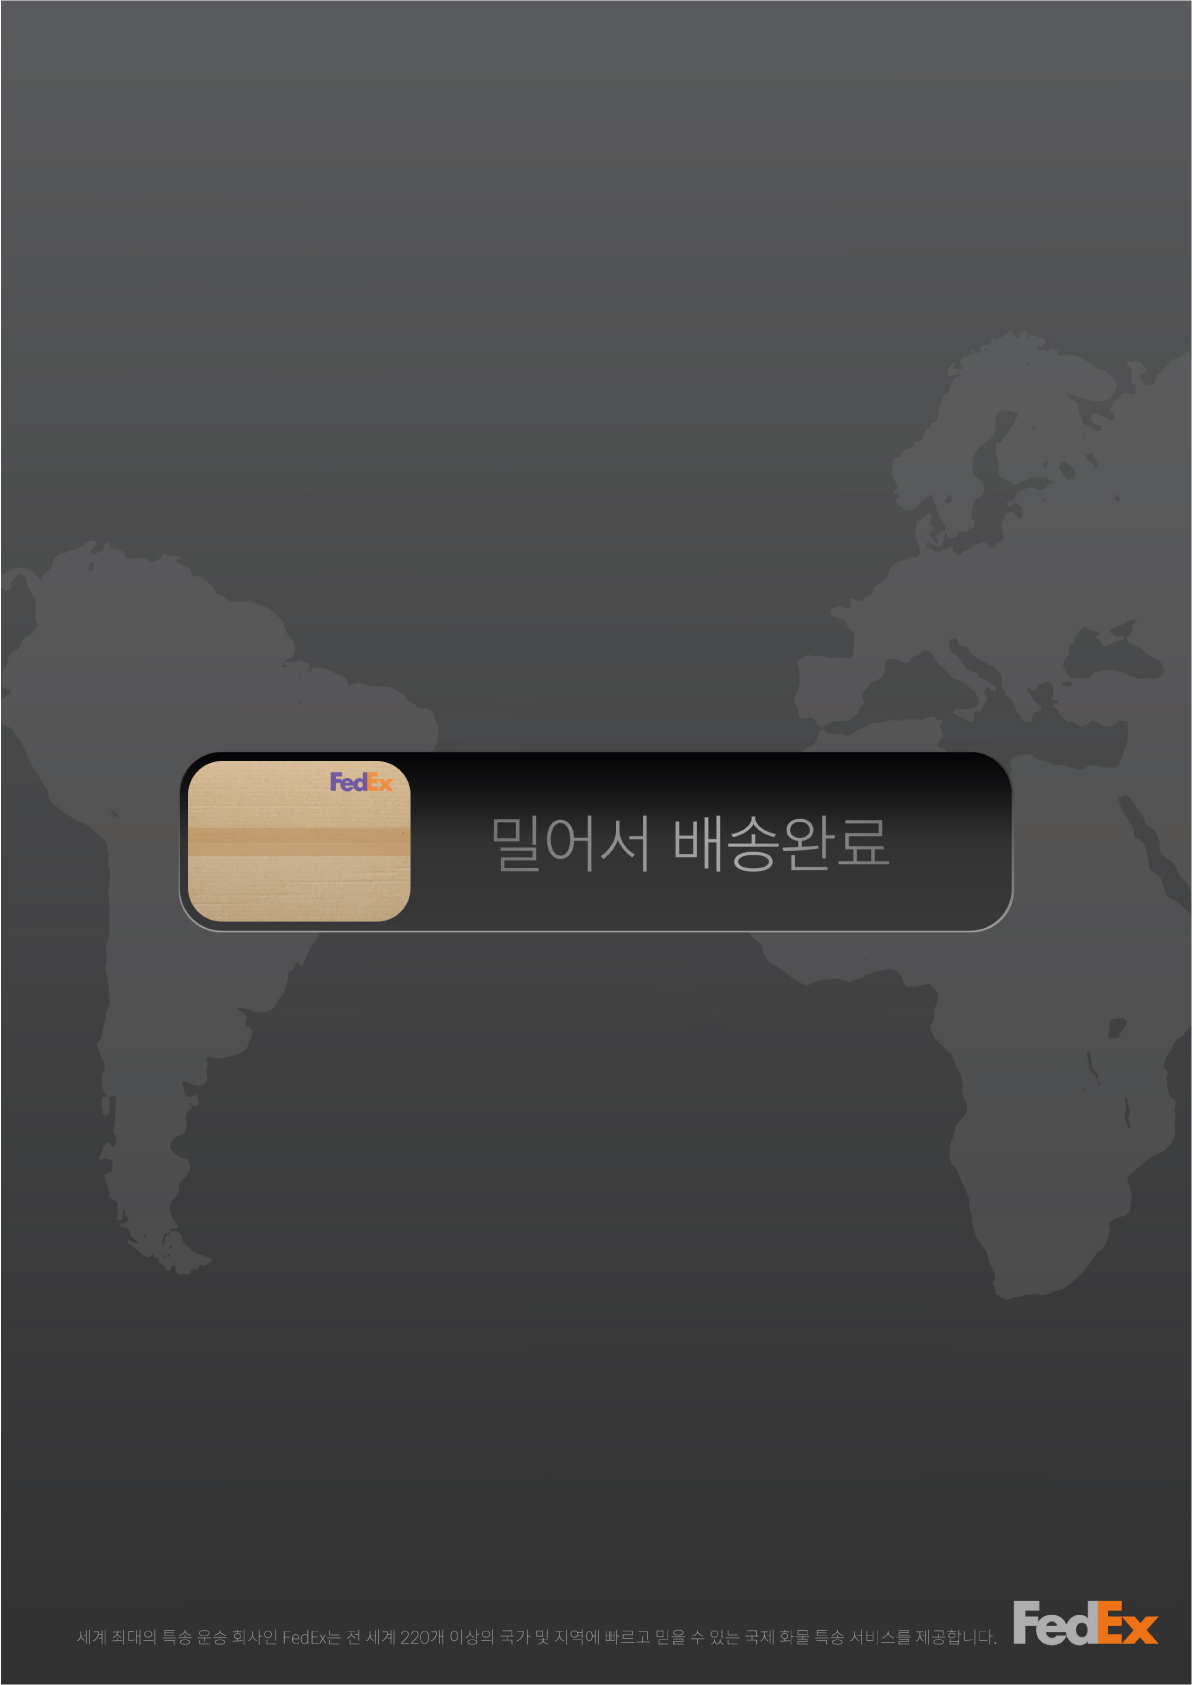 FedEx
밀어서 배송완료
세계 최대의 특송 운송 회사인 FedEx는 전 세계 220개 이상의 국가 및 지역에 빠르고 믿을 수 있는 국제 화물 특송 서비스를 제공합니다.
FedEx